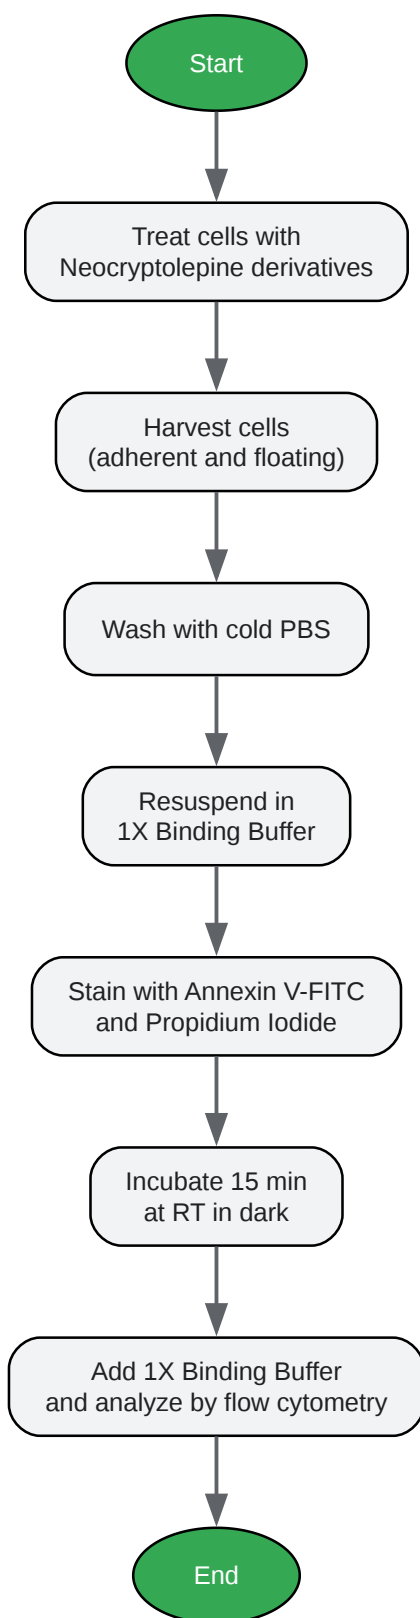 Start
Treat cells with
Neocryptolepine derivatives
Harvest cells
(adherent and floating)
Wash with cold PBS
Resuspend in
1X Binding Buffer
Stain with Annexin V-FITC
and Propidium Iodide
Incubate 15 min
at RT in dark
Add 1X Binding Buffer
and analyze by flow cytometry
End